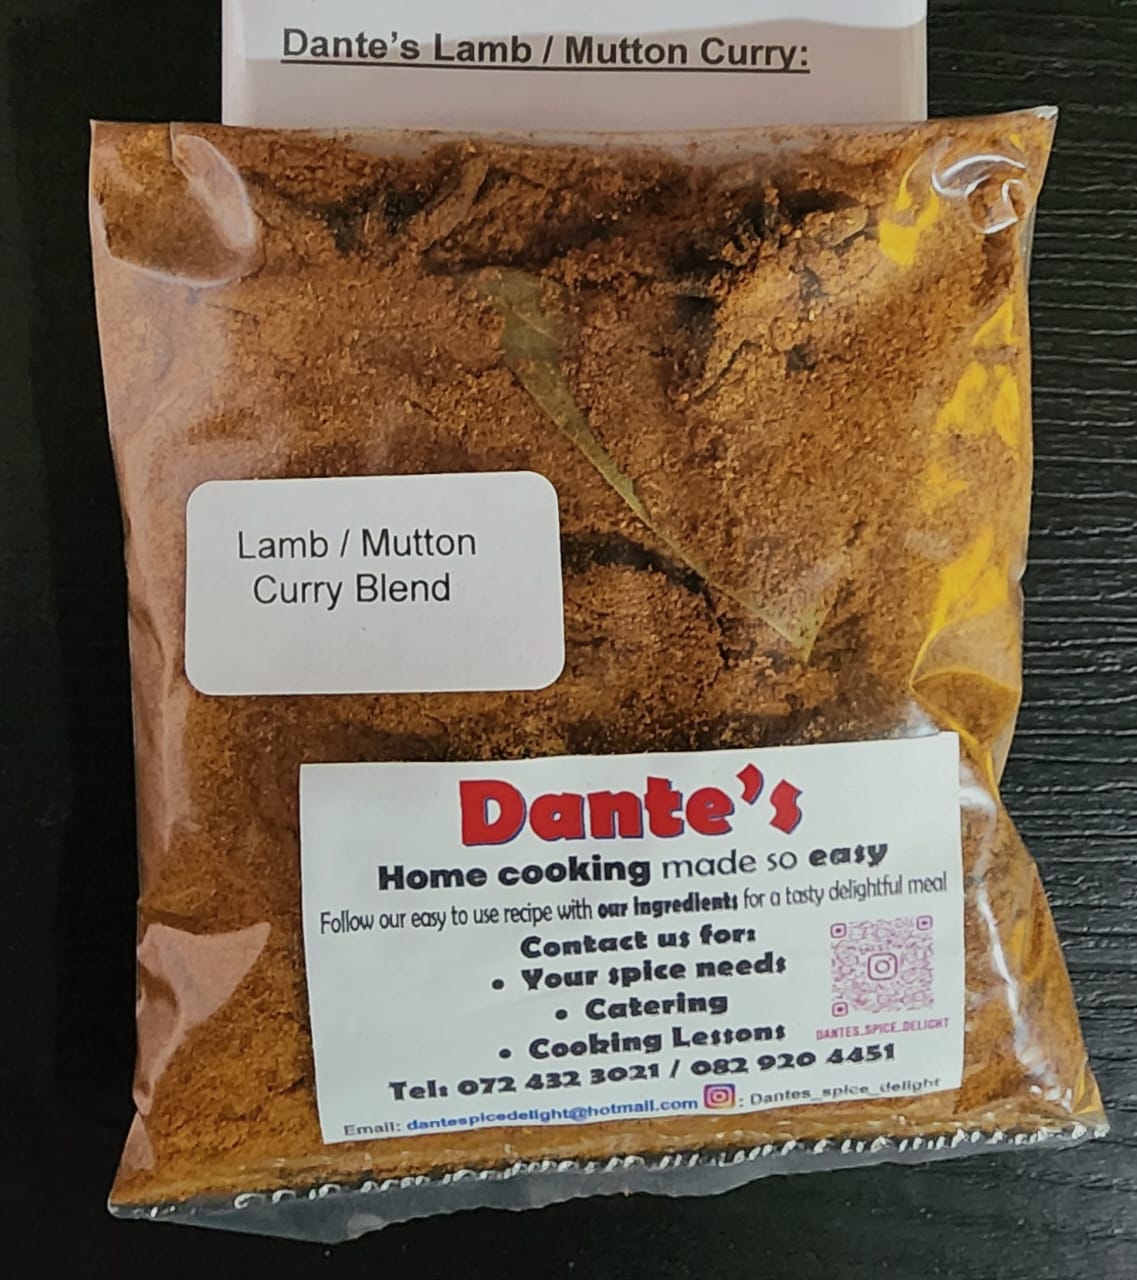 Dante's Lamb / Mutton Curry:
Lamb / Mutton
Curry Blend
Dante's
Home cooking made so easy
Follow our easy to use recipe with our ingredients for a tasty delightful meal
Contact us for:
• Your spice needs
• Catering
• Cooking Lessons
DANTES_SPICE_DELIGHT
Tel: 072 432 3021 / 082 920 4451
Email: dantespicedelight@hotmail.com : Dantes_spice_delight